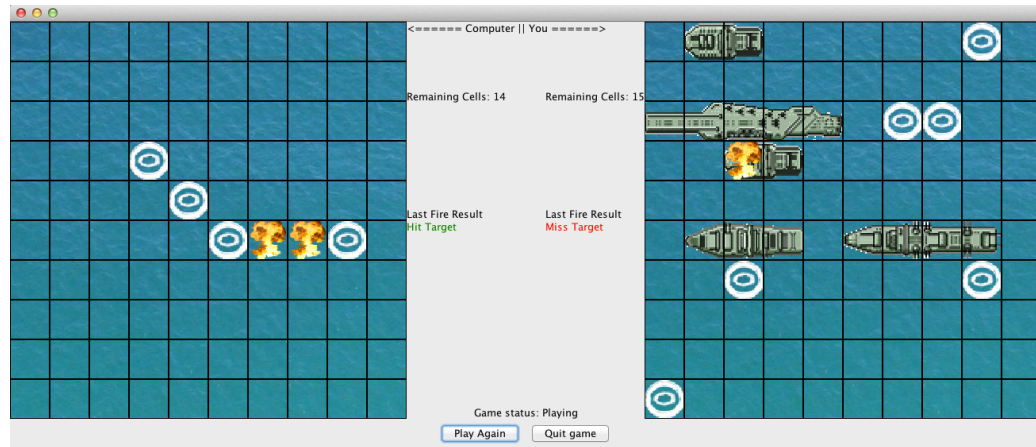 <====== Computer || You ======>
Remaining Cells: 14 Remaining Cells: 15
Last Fire Result Last Fire Result
Hit Target Miss Target
Game status: Playing
Play Again Quit game